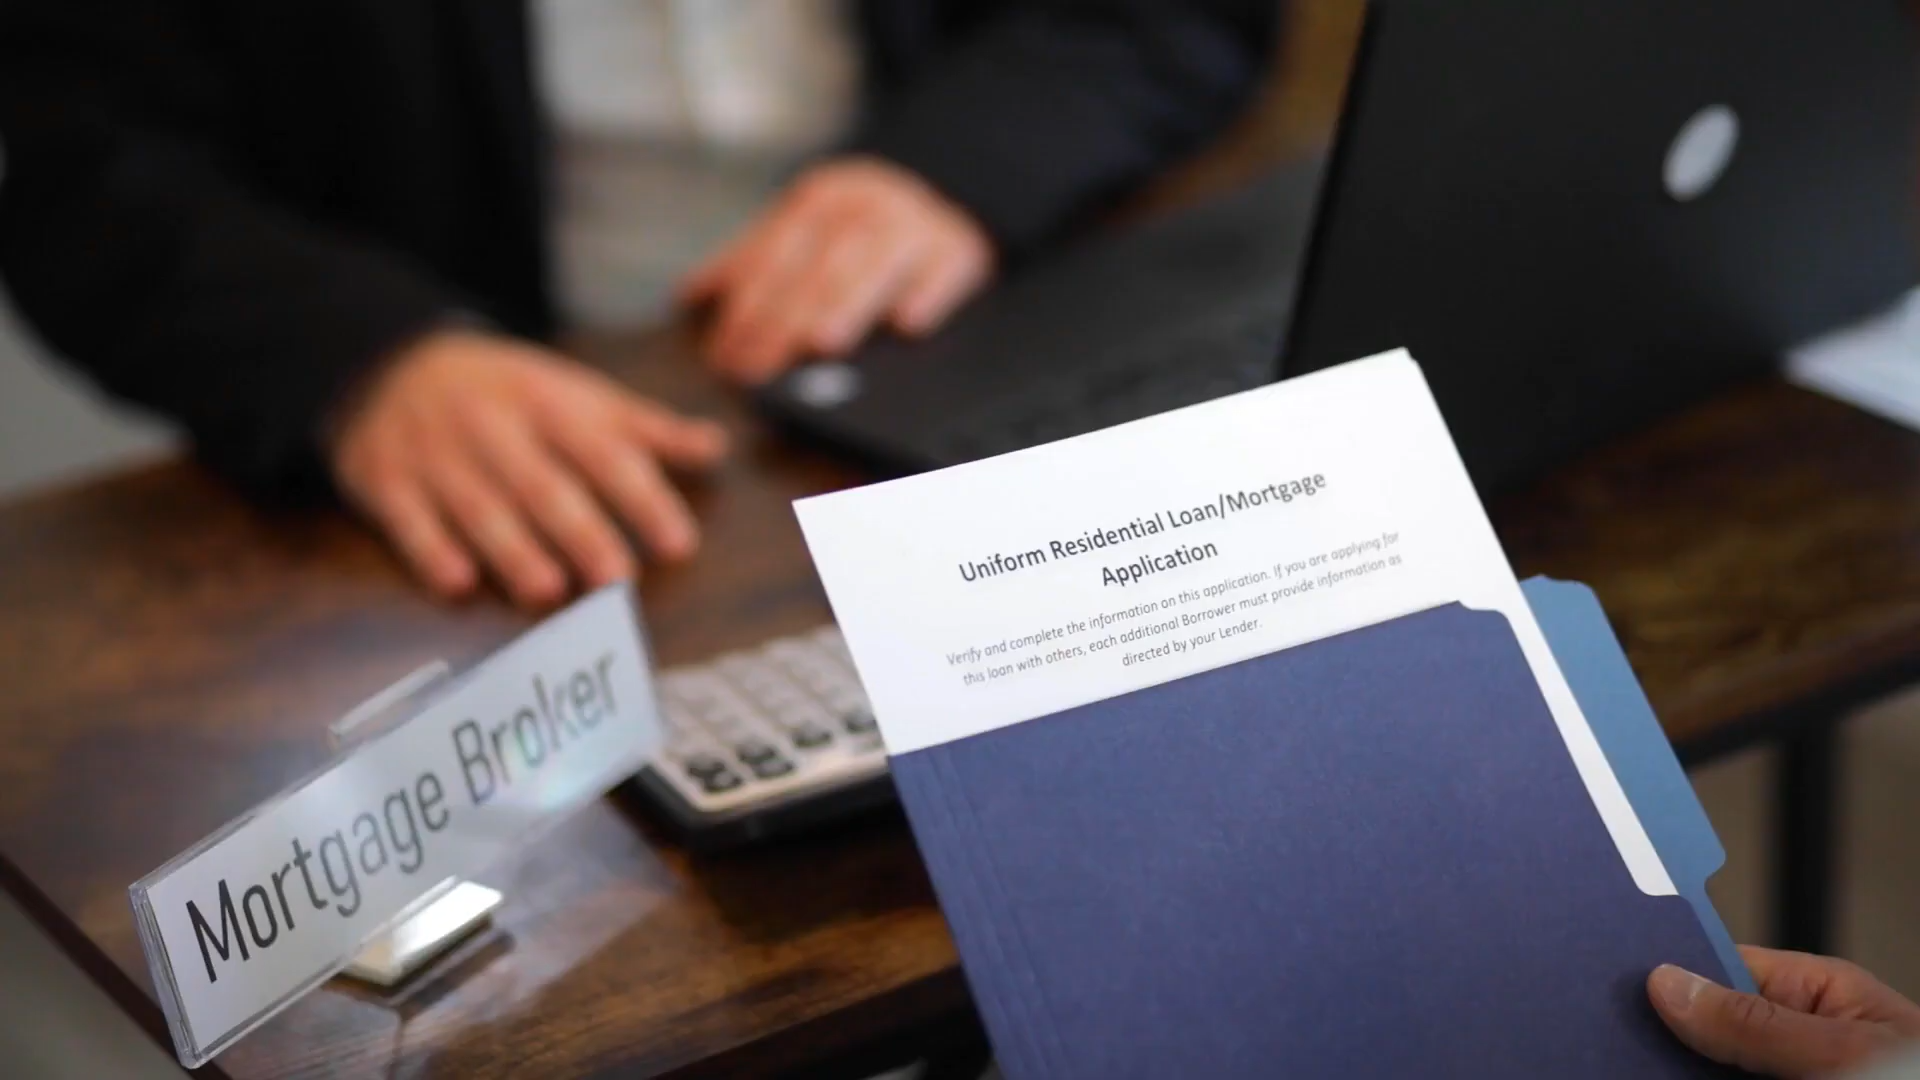 Uniform Residential Loan/Mortgage
Application
Verify and complete the information on this application. If you are applying for
this loan with others, each additional Borrower must provide information as
directed by your Lender.
Mortgage Broker